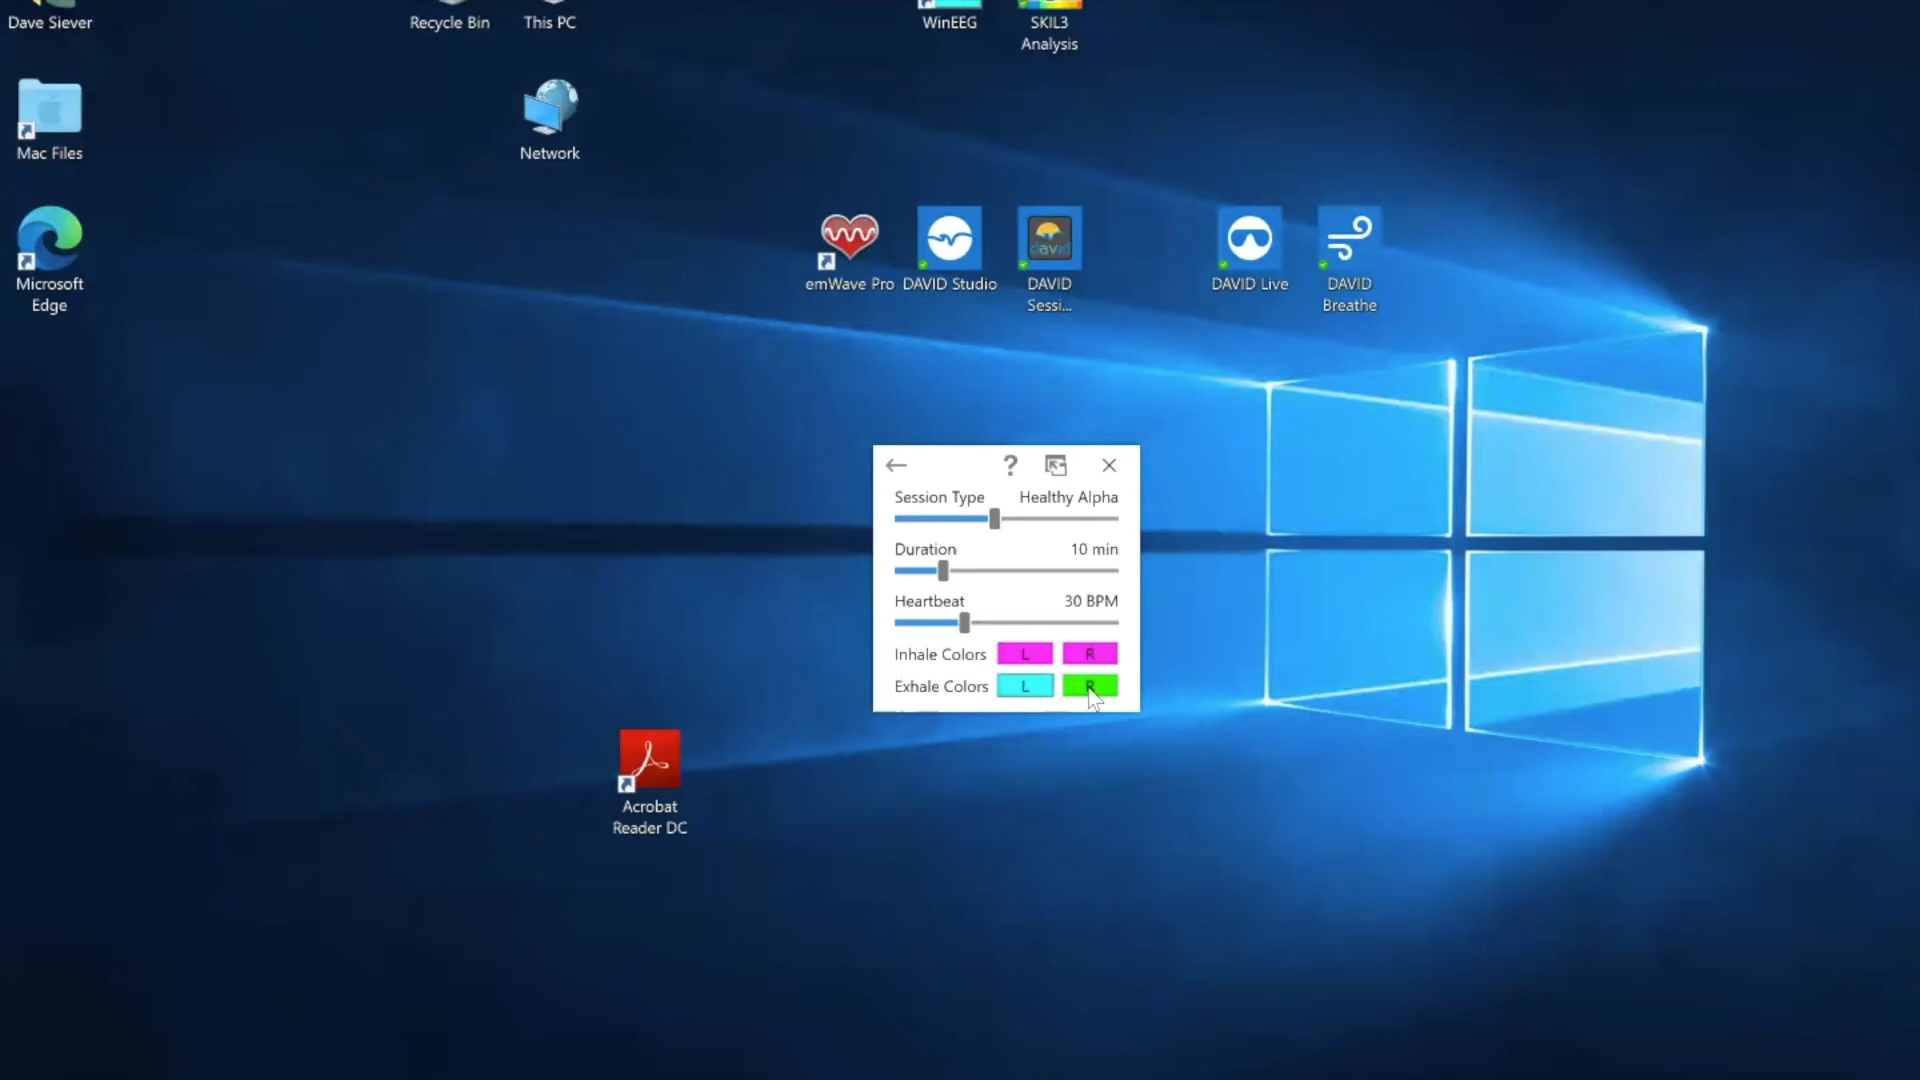 Dave Siever
Recycle Bin
This PC
WinEEG
SKIL3
Analysis
Mac Files
Network
Microsoft
Edge
emWave Pro
DAVID Studio
david
DAVID
Sessi...
DAVID Live
DAVID
Breathe
?
Session Type Healthy Alpha
Duration 10 min
Heartbeat 30 BPM
Inhale Colors L R
Exhale Colors L R
Acrobat
Reader DC